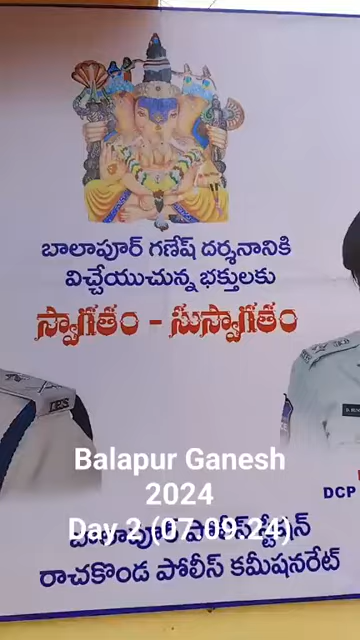 బాలాపూర్ గణేష్ దర్శనానికి
విచ్చేయుచున్న భక్తులకు
స్వాగతం - సుస్వాగతం
IPS
DCP
Balapur Ganesh
2024
Day 2 (07.09.24)
బాలాపూర్ పోలీస్ స్టేషన్
రాచకొండ పోలీస్ కమీషనరేట్